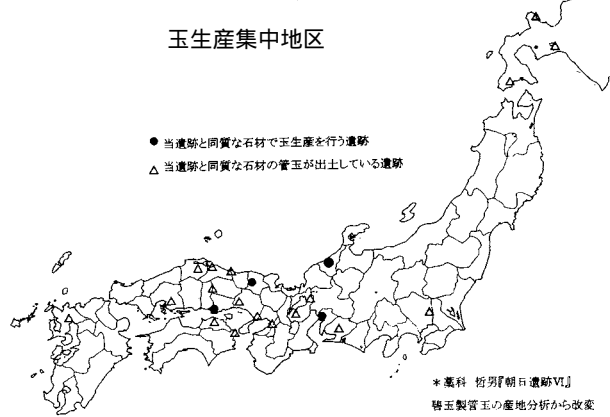 玉生産集中地区
● 当遺跡と同質な石材で玉生産を行う遺跡
△ 当遺跡と同質な石材の管玉が出土している遺跡
*藁科 哲男『朝日遺跡Ⅵ』
碧玉製管玉の産地分析から改変